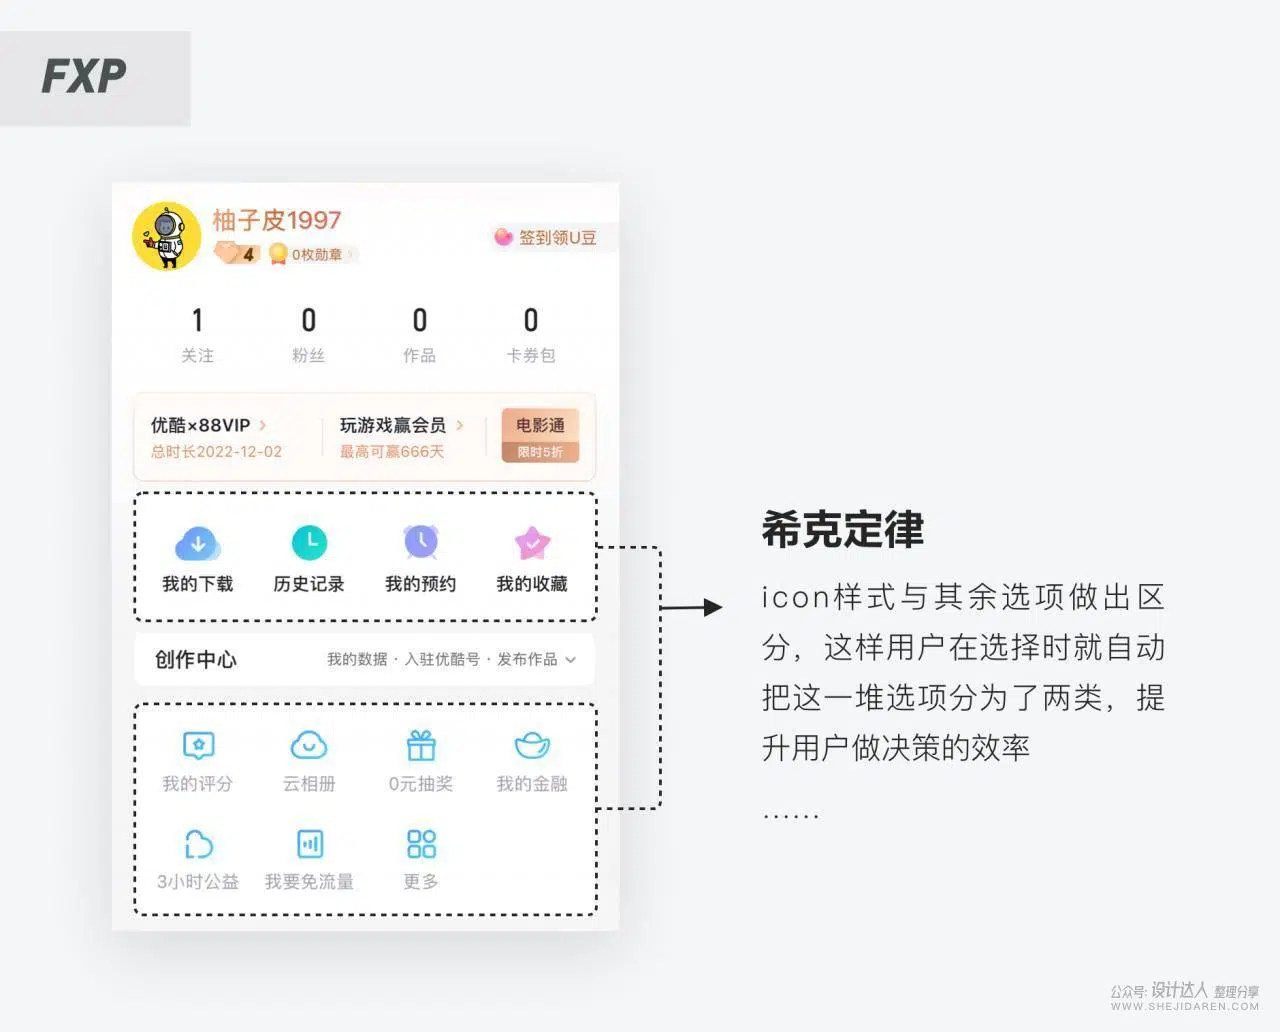 FXP
柚子皮1997
4 0枚勋章
签到领U豆
1 0 0 0
关注 粉丝 作品 卡券包
优酷×88VIP 玩游戏赢会员 电影通
总时长2022-12-02 最高可赢666天 限时5折
我的下载 历史记录 我的预约 我的收藏
创作中心 我的数据 · 入驻优酷号 · 发布作品
我的评分 云相册 0元抽奖 我的金融
3小时公益 我要免流量 更多
希克定律
icon样式与其余选项做出区
分，这样用户在选择时就自动
把这一堆选项分为了两类，提
升用户做决策的效率
......
公众号: 设计达人 整理分享
WWW.SHEJIDAREN.COM